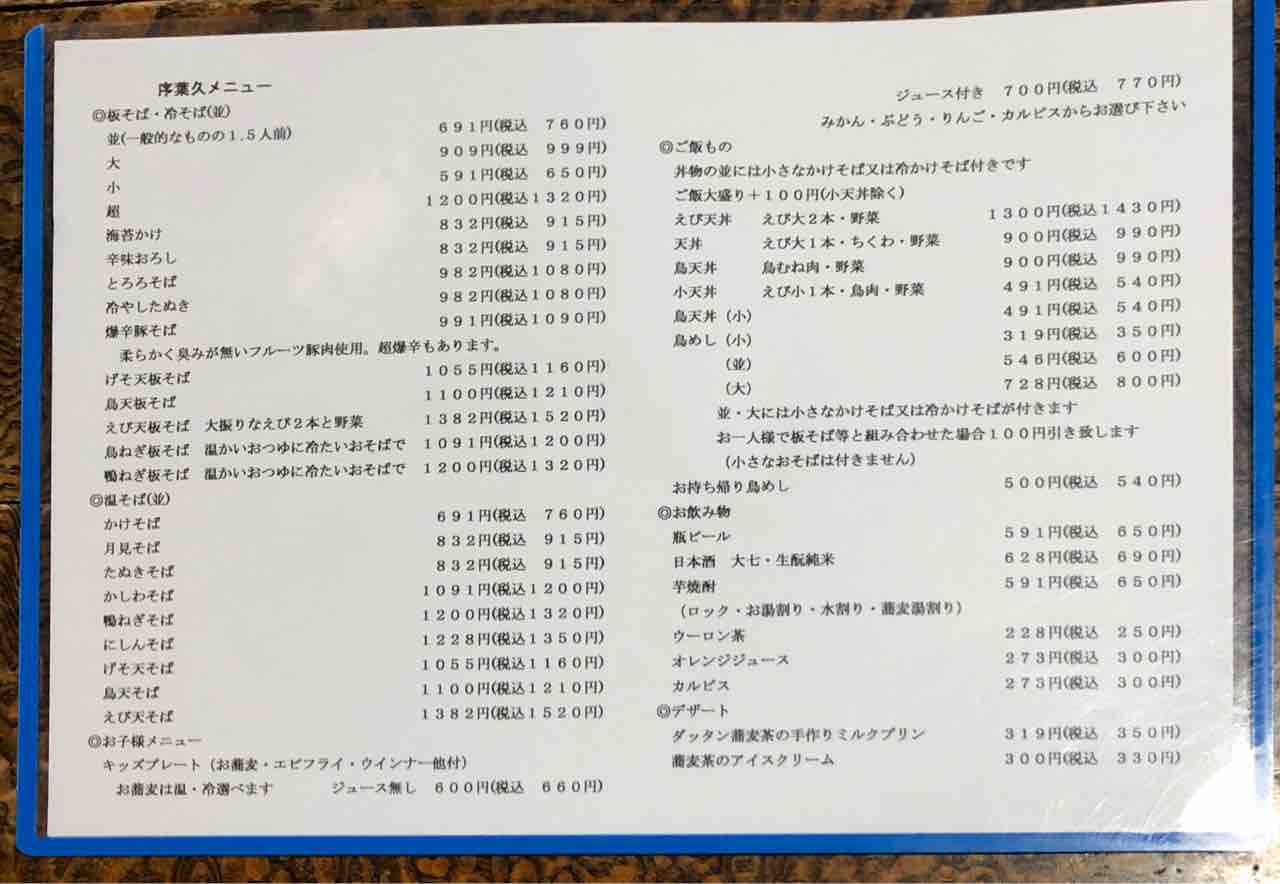 序葉久メニュー
◎板そば・冷そば(並)
並(一般的なものの1.5人前) 691円(税込 760円)
大 909円(税込 999円)
小 591円(税込 650円)
超 1200円(税込1320円)
海苔かけ 832円(税込 915円)
辛味おろし 832円(税込 915円)
とろろそば 982円(税込1080円)
冷やしたぬき 982円(税込1080円)
爆辛豚そば 991円(税込1090円)
柔らかく臭みが無いフルーツ豚肉使用。超爆辛もあります。
げそ天板そば 1055円(税込1160円)
鳥天板そば 1100円(税込1210円)
えび天板そば 大振りなえび2本と野菜 1382円(税込1520円)
鳥ねぎ板そば 温かいおつゆに冷たいおそばで 1091円(税込1200円)
鴨ねぎ板そば 温かいおつゆに冷たいおそばで 1200円(税込1320円)
◎温そば(並)
かけそば 691円(税込 760円)
月見そば 832円(税込 915円)
たぬきそば 832円(税込 915円)
かしわそば 1091円(税込1200円)
鴨ねぎそば 1200円(税込1320円)
にしんそば 1228円(税込1350円)
げそ天そば 1055円(税込1160円)
鳥天そば 1100円(税込1210円)
えび天そば 1382円(税込1520円)
◎お子様メニュー
キッズプレート(お蕎麦・エビフライ・ウインナー他付)
お蕎麦は温・冷選べます ジュース無し 600円(税込 660円)
ジュース付き 700円(税込 770円)
みかん・ぶどう・りんご・カルピスからお選び下さい
◎ご飯もの
丼物の並には小さなかけそば又は冷かけそば付きです
ご飯大盛り+100円(小天丼除く)
えび天丼 えび大2本・野菜 1300円(税込1430円)
天丼 えび大1本・ちくわ・野菜 900円(税込 990円)
鳥天丼 鳥むね肉・野菜 900円(税込 990円)
小天丼 えび小1本・鳥肉・野菜 491円(税込 540円)
鳥天丼(小) 491円(税込 540円)
鳥めし(小) 319円(税込 350円)
(並) 546円(税込 600円)
(大) 728円(税込 800円)
並・大には小さなかけそば又は冷かけそばが付きます
お一人様で板そば等と組み合わせた場合100円引き致します
(小さなおそばは付きません)
お持ち帰り鳥めし 500円(税込 540円)
◎お飲み物
瓶ビール 591円(税込 650円)
日本酒 大七・生酛純米 628円(税込 690円)
芋焼酎 591円(税込 650円)
(ロック・お湯割り・水割り・蕎麦湯割り)
ウーロン茶 228円(税込 250円)
オレンジジュース 273円(税込 300円)
カルピス 273円(税込 300円)
◎デザート
ダッタン蕎麦茶の手作りミルクプリン 319円(税込 350円)
蕎麦茶のアイスクリーム 300円(税込 330円)